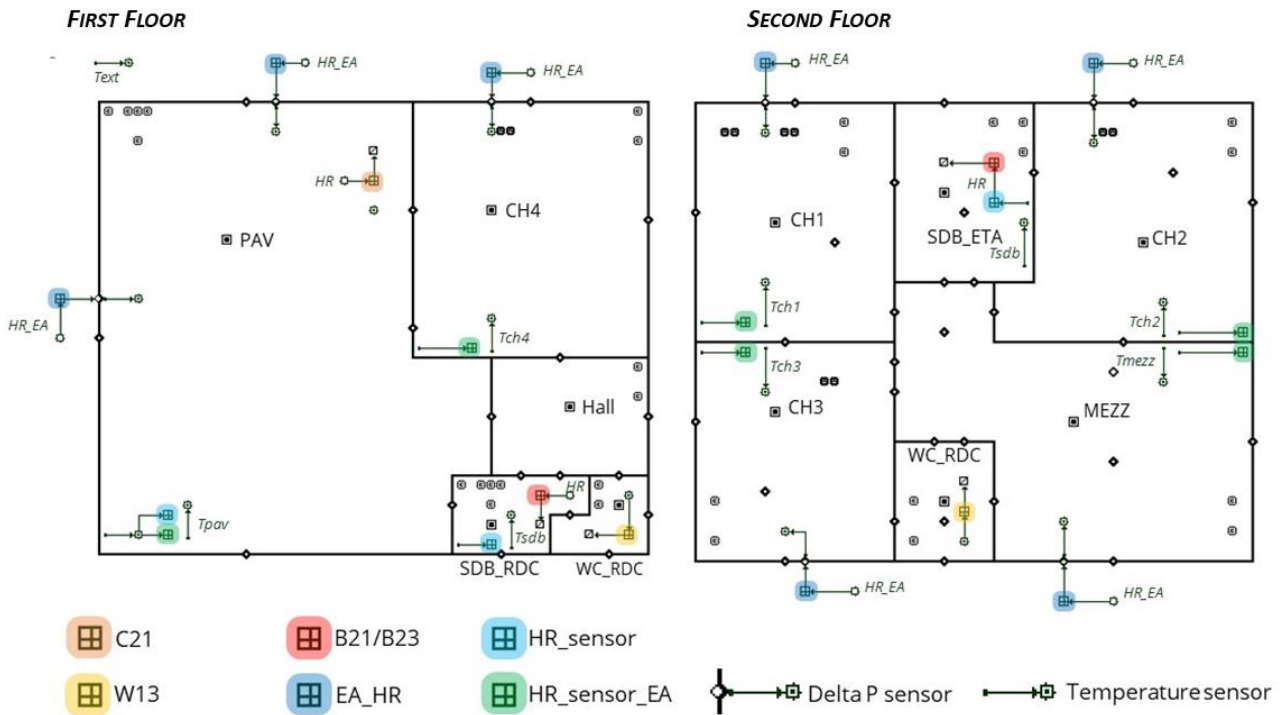 FIRST FLOOR
SECOND FLOOR
Text
HR_EA
HR_EA
HR_EA
HR_EA
HR
PAV
CH4
HR_EA
Tch4
Hall
HR
Tpav
Tsdb
SDB_RDC
WC_RDC
HR
SDB_ETA
Tsdb
CH1
CH2
Tch1
Tch2
Tch3
Tmezz
CH3
MEZZ
WC_RDC
HR_EA
HR_EA
C21
B21/B23
HR_sensor
W13
EA_HR
HR_sensor_EA
Delta P sensor
Temperature sensor